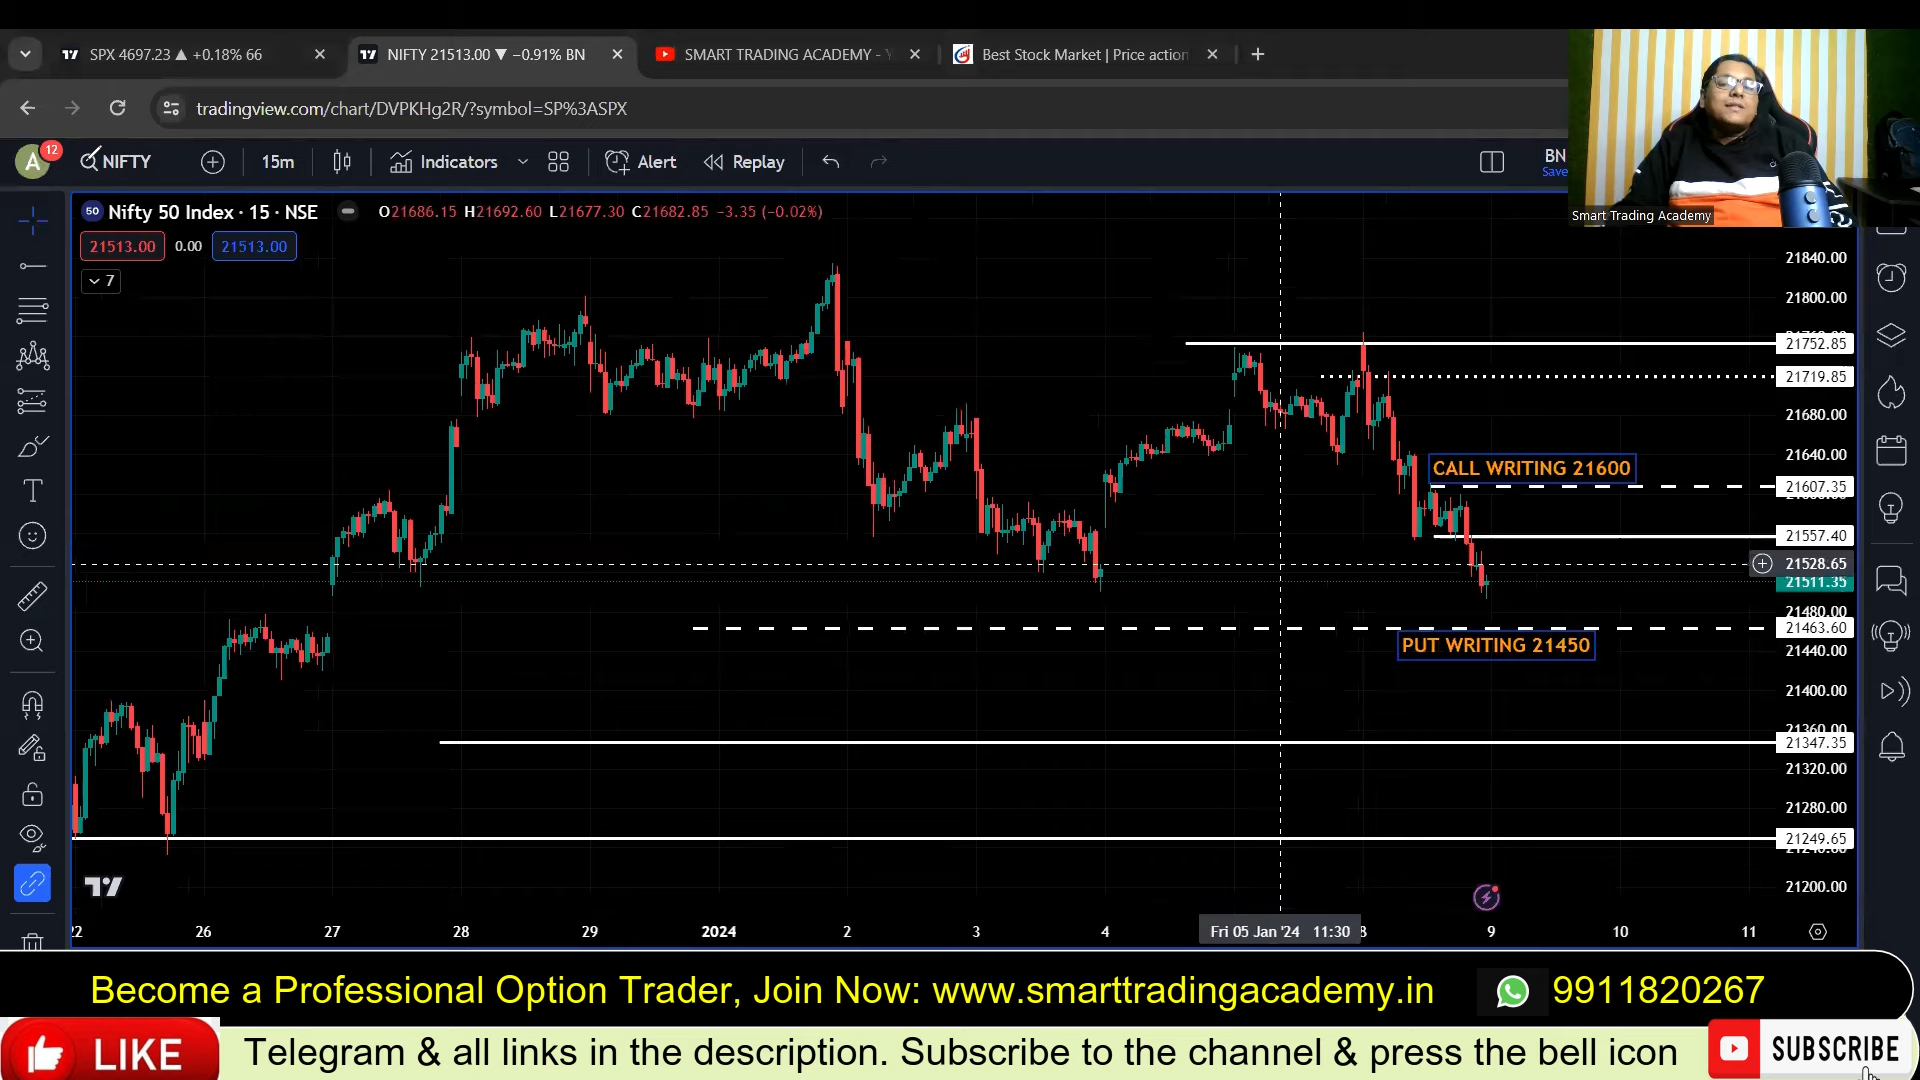 SPX 4697.23 ▲ +0.18% 66
NIFTY 21513.00 ▼ −0.91% BN
SMART TRADING ACADEMY - Y
Best Stock Market | Price action
tradingview.com/chart/DVPKHg2R/?symbol=SP%3ASPX
A
12
NIFTY
15m
Indicators
Alert
Replay
BN
Save
Smart Trading Academy
50
Nifty 50 Index · 15 · NSE
O21686.15 H21692.60 L21677.30 C21682.85 −3.35 (−0.02%)
21513.00
0.00
21513.00
7
21840.00
21800.00
21752.85
21719.85
21680.00
21640.00
CALL WRITING 21600
21607.35
21557.40
21528.65
21511.35
21480.00
21463.60
PUT WRITING 21450
21440.00
21400.00
21360.00
21347.35
21320.00
21280.00
21249.65
21200.00
22
26
27
28
29
2024
2
3
4
Fri 05 Jan '24 11:30
8
9
10
11
Become a Professional Option Trader, Join Now: www.smarttradingacademy.in
9911820267
LIKE
Telegram & all links in the description. Subscribe to the channel & press the bell icon
SUBSCRIBE